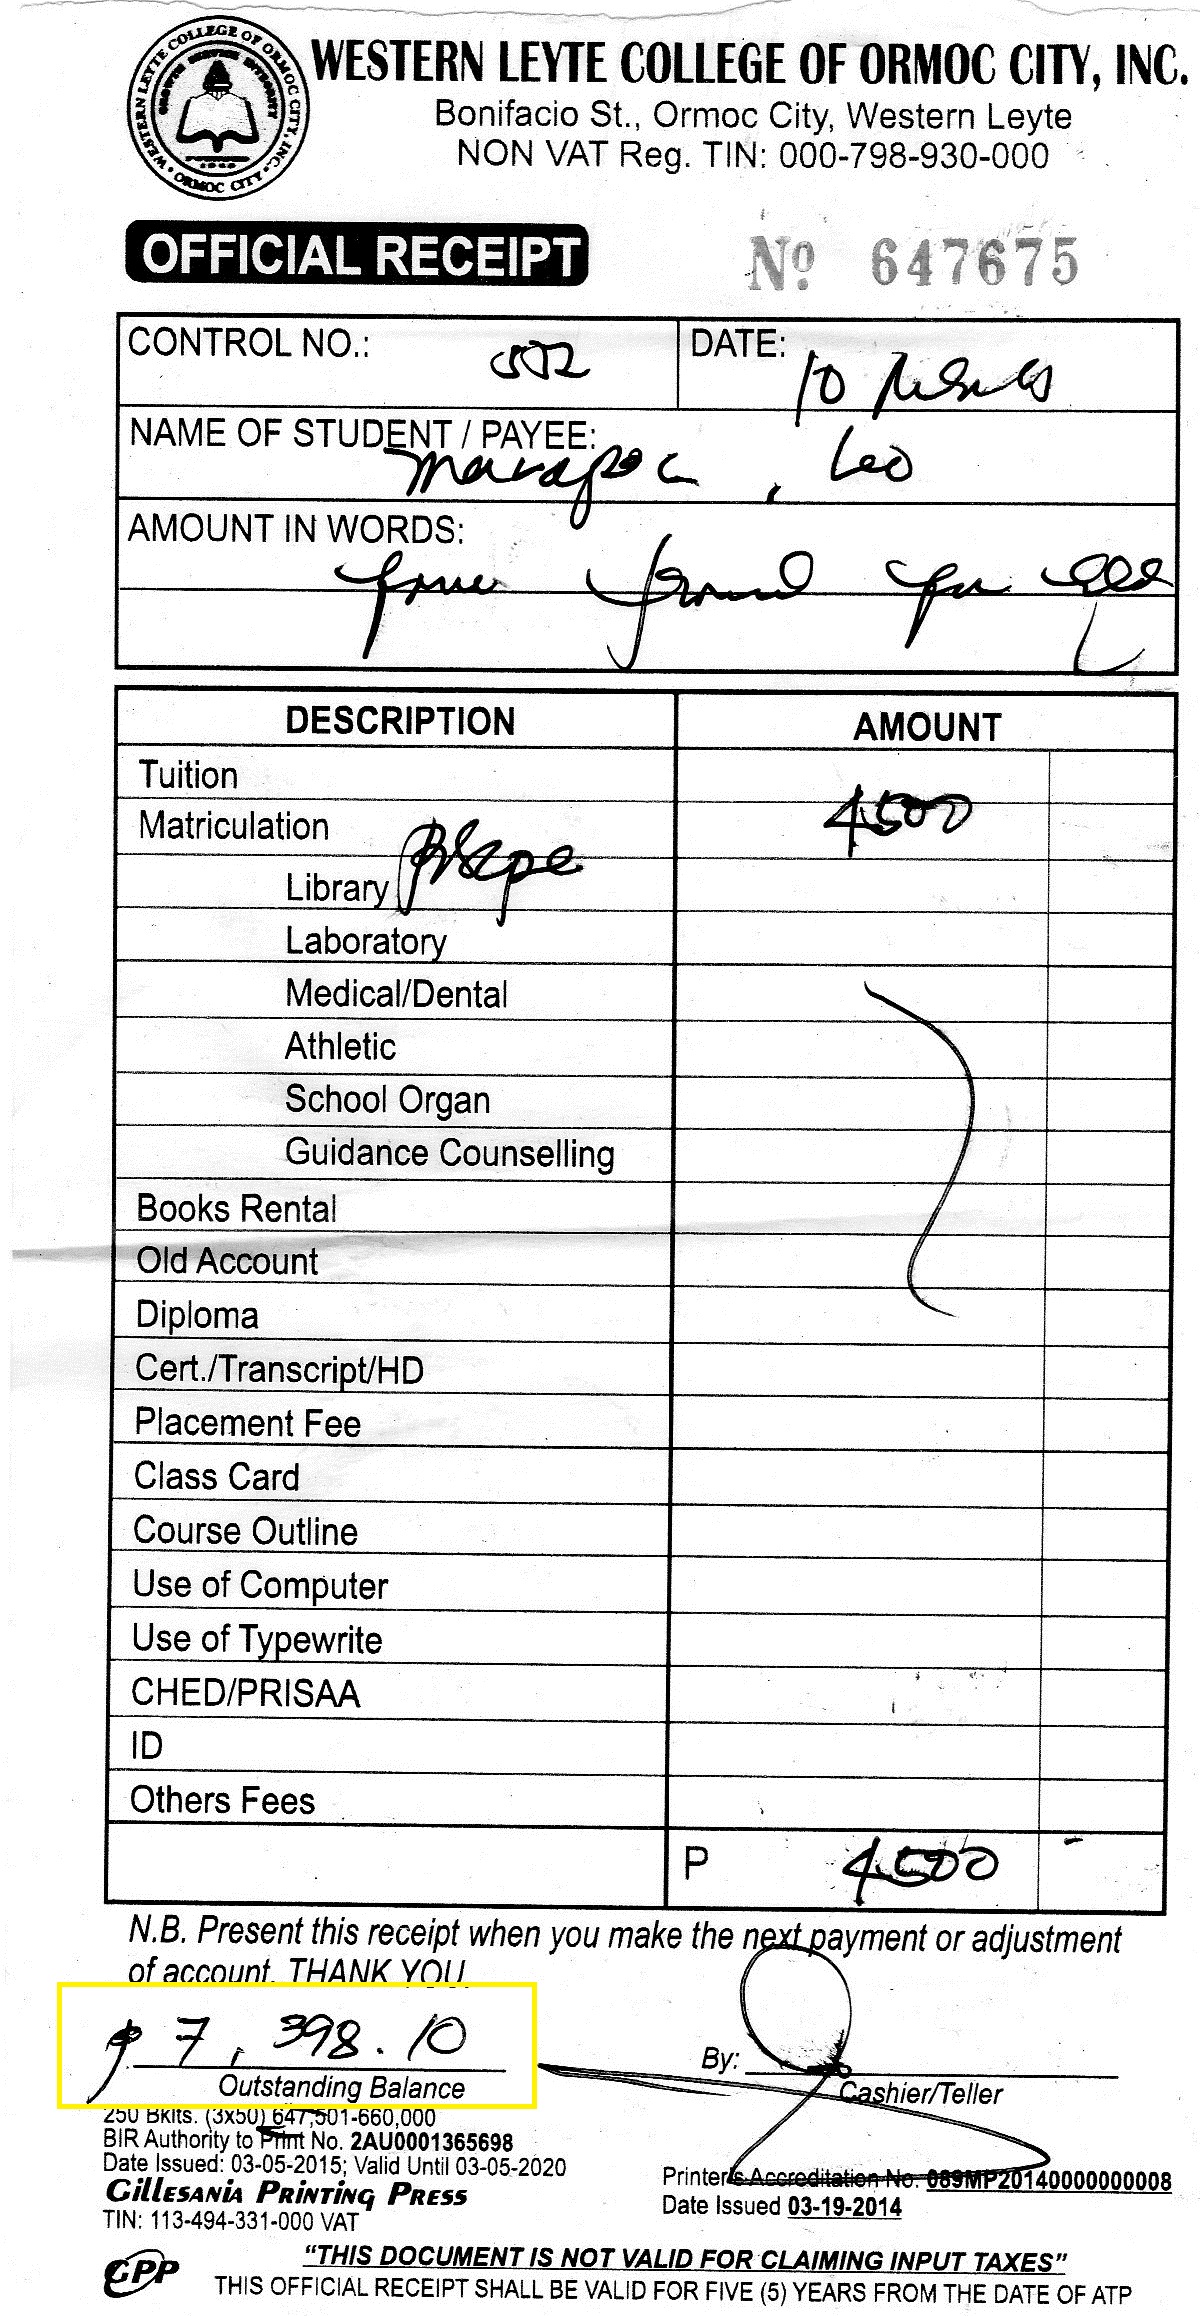 WESTERN LEYTE COLLEGE OF ORMOC CITY, INC.
Bonifacio St., Ormoc City, Western Leyte
NON VAT Reg. TIN: 000-798-930-000
WESTERN LEYTE COLLEGE OF ORMOC CITY, INC.
ORMOC CITY
OFFICIAL RECEIPT
Nº 647675
CONTROL NO.:
DATE: 10
NAME OF STUDENT / PAYEE:
, Leo
AMOUNT IN WORDS:
DESCRIPTION AMOUNT
Tuition
Matriculation 4500
Library
Laboratory
Medical/Dental
Athletic
School Organ
Guidance Counselling
Books Rental
Old Account
Diploma
Cert./Transcript/HD
Placement Fee
Class Card
Course Outline
Use of Computer
Use of Typewrite
CHED/PRISAA
ID
Others Fees
P 4500 -
N.B. Present this receipt when you make the next payment or adjustment
of account. THANK YOU.
₱ 7,398.10
Outstanding Balance
By:
Cashier/Teller
250 Bklts. (3x50) 647,501-660,000
BIR Authority to Print No. 2AU0001365698
Date Issued: 03-05-2015; Valid Until 03-05-2020
GILLESANIA PRINTING PRESS
TIN: 113-494-331-000 VAT
Printer's Accreditation No. 089MP20140000000008
Date Issued 03-19-2014
GPP
"THIS DOCUMENT IS NOT VALID FOR CLAIMING INPUT TAXES"
THIS OFFICIAL RECEIPT SHALL BE VALID FOR FIVE (5) YEARS FROM THE DATE OF ATP